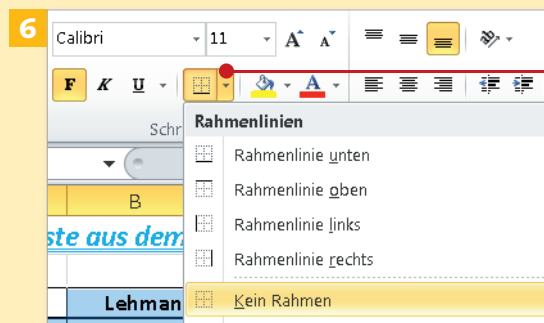 6
Calibri 11 A A
F K U A
Schr
Rahmenlinien
Rahmenlinie unten
Rahmenlinie oben
Rahmenlinie links
Rahmenlinie rechts
Kein Rahmen
B
ste aus dem
Lehman